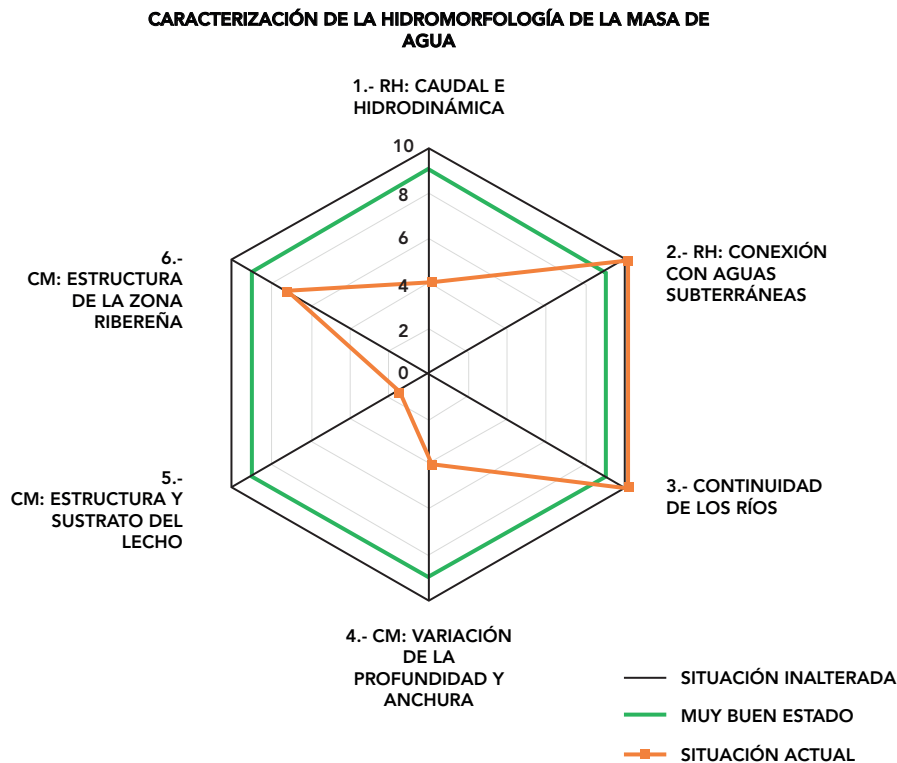 CARACTERIZACIÓN DE LA HIDROMORFOLOGÍA DE LA MASA DE
AGUA
1.- RH: CAUDAL E
HIDRODINÁMICA
10
8
6
4
2
0
2.- RH: CONEXIÓN
CON AGUAS
SUBTERRÁNEAS
3.- CONTINUIDAD
DE LOS RÍOS
4.- CM: VARIACIÓN
DE LA
PROFUNDIDAD Y
ANCHURA
5.-
CM: ESTRUCTURA Y
SUSTRATO DEL
LECHO
6.-
CM: ESTRUCTURA
DE LA ZONA
RIBEREÑA
SITUACIÓN INALTERADA
MUY BUEN ESTADO
SITUACIÓN ACTUAL